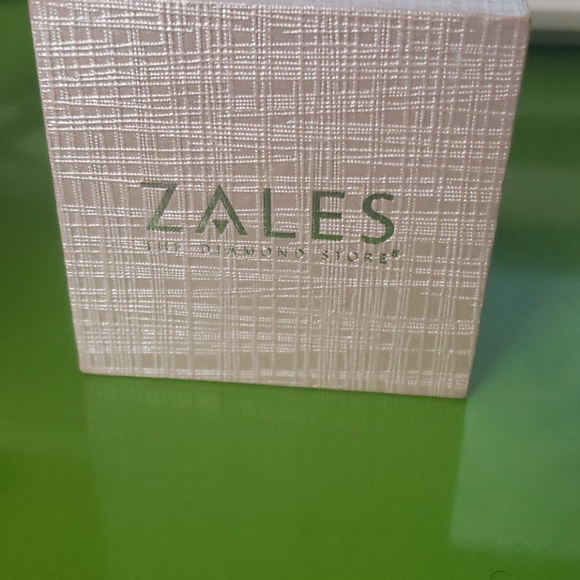 ZALES
THE DIAMOND STORE®